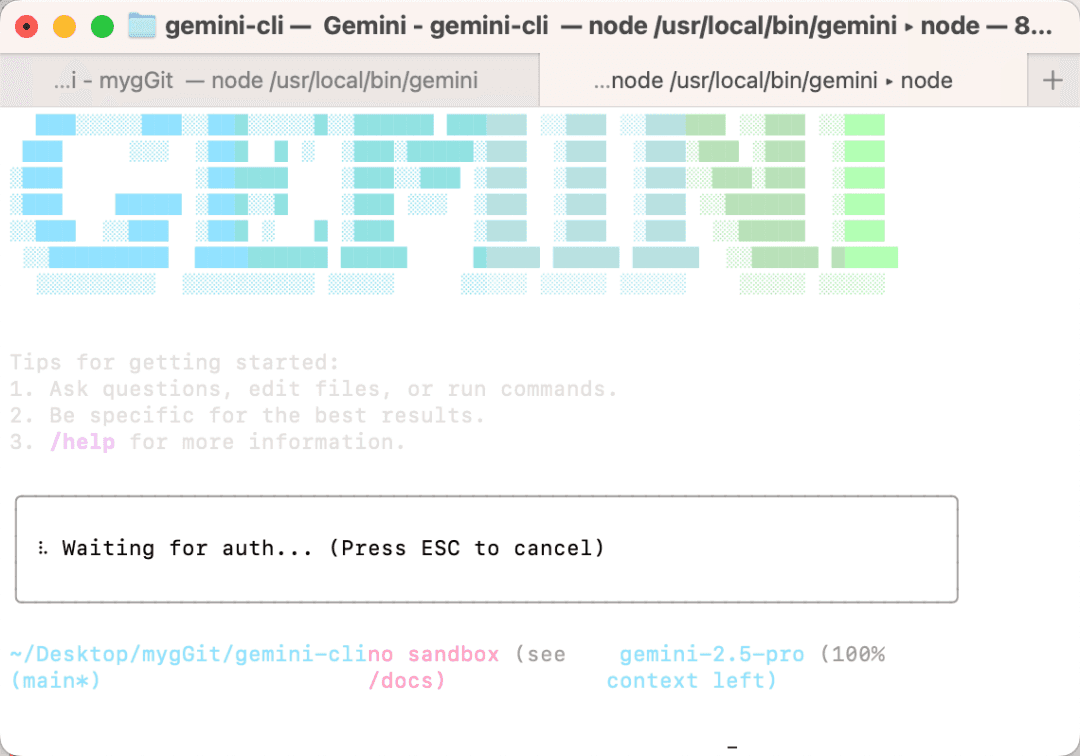 gemini-cli — Gemini - gemini-cli — node /usr/local/bin/gemini ▸ node — 8...
...i - mygGit — node /usr/local/bin/gemini
...node /usr/local/bin/gemini ▸ node
+
GEMINI
Tips for getting started:
1. Ask questions, edit files, or run commands.
2. Be specific for the best results.
3. /help for more information.
⠧ Waiting for auth... (Press ESC to cancel)
~/Desktop/mygGit/gemini-clino sandbox (see gemini-2.5-pro (100%
(main*) /docs) context left)